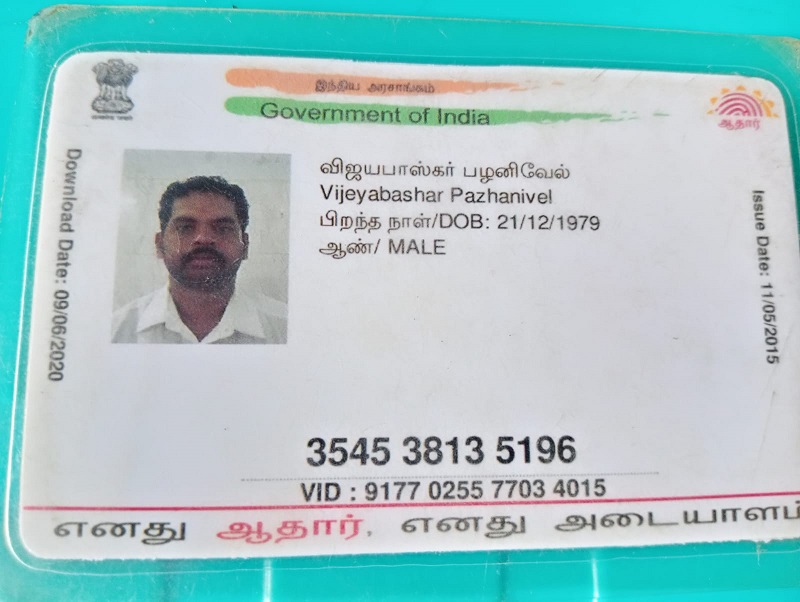 இந்திய அரசாங்கம்
Government of India
ஆதார்
விஜயபாஸ்கர் பழனிவேல்
Vijeyabashar Pazhanivel
பிறந்த நாள்/DOB: 21/12/1979
ஆண்/ MALE
Download Date: 09/06/2020
Issue Date: 11/05/2015
3545 3813 5196
VID : 9177 0255 7703 4015
எனது ஆதார், எனது அடையாளம்